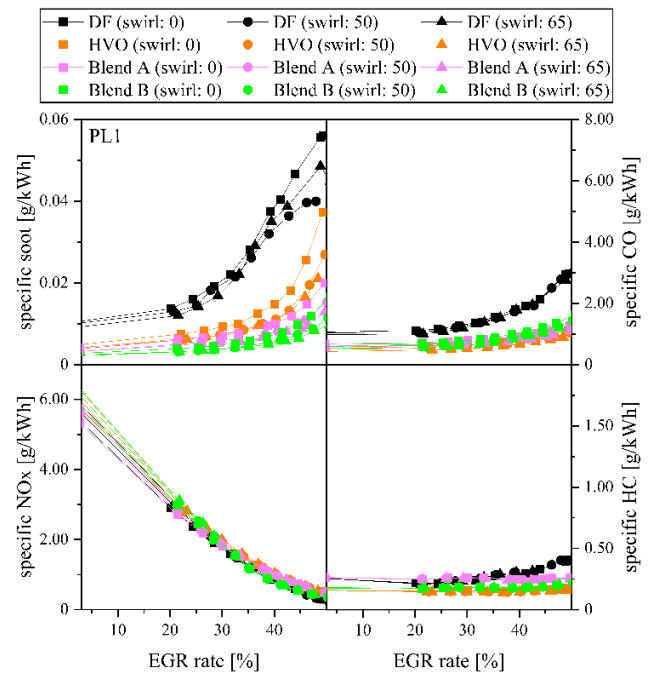 DF (swirl: 0) DF (swirl: 50) DF (swirl: 65)
HVO (swirl: 0) HVO (swirl: 50) HVO (swirl: 65)
Blend A (swirl: 0) Blend A (swirl: 50) Blend A (swirl: 65)
Blend B (swirl: 0) Blend B (swirl: 50) Blend B (swirl: 65)
PL1
specific soot [g/kWh]
0.06
0.04
0.02
0
specific CO [g/kWh]
8.00
6.00
4.00
2.00
0
specific NOx [g/kWh]
6.00
4.00
2.00
0
specific HC [g/kWh]
1.50
1.00
0.50
0
10 20 30 40
10 20 30 40
EGR rate [%]
EGR rate [%]